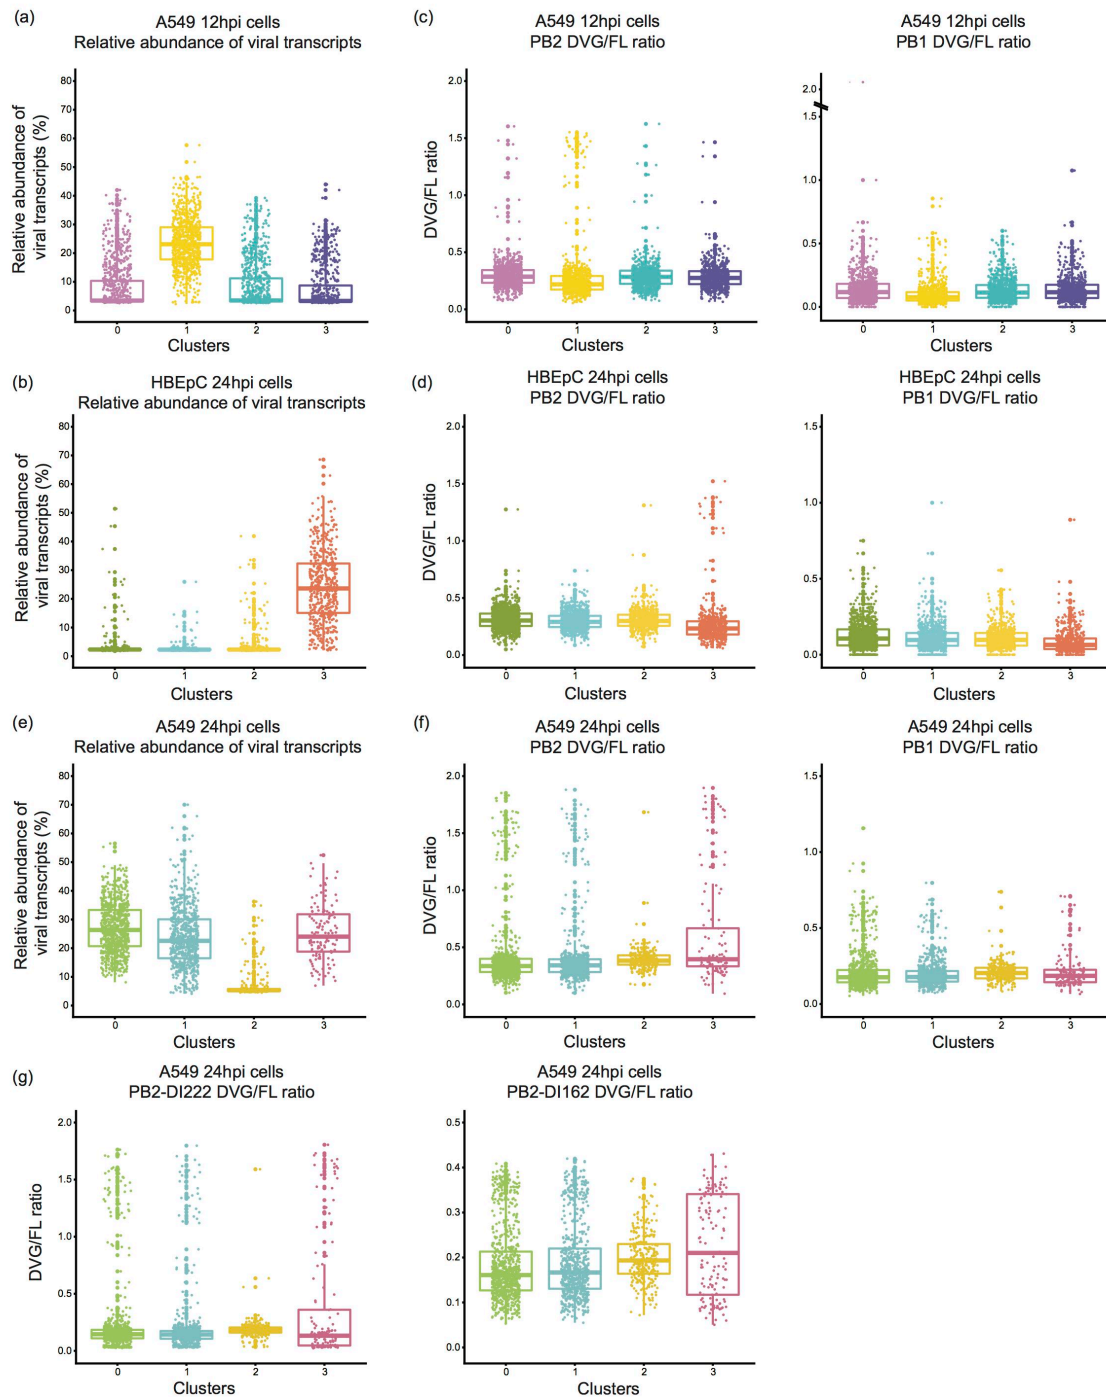 (a)
A549 12hpi cells
Relative abundance of viral transcripts
Relative abundance of
viral transcripts (%)
80
70
60
50
40
30
20
10
0
0 1 2 3
Clusters
(c)
A549 12hpi cells
PB2 DVG/FL ratio
DVG/FL ratio
2.0
1.5
1.0
0.5
0.0
0 1 2 3
Clusters
A549 12hpi cells
PB1 DVG/FL ratio
2.0
1.5
1.0
0.5
0.0
0 1 2 3
Clusters
(b)
HBEpC 24hpi cells
Relative abundance of viral transcripts
Relative abundance of
viral transcripts (%)
80
70
60
50
40
30
20
10
0
0 1 2 3
Clusters
(d)
HBEpC 24hpi cells
PB2 DVG/FL ratio
DVG/FL ratio
2.0
1.5
1.0
0.5
0.0
0 1 2 3
Clusters
HBEpC 24hpi cells
PB1 DVG/FL ratio
1.5
1.0
0.5
0.0
0 1 2 3
Clusters
(e)
A549 24hpi cells
Relative abundance of viral transcripts
Relative abundance of
viral transcripts (%)
80
70
60
50
40
30
20
10
0
0 1 2 3
Clusters
(f)
A549 24hpi cells
PB2 DVG/FL ratio
DVG/FL ratio
2.0
1.5
1.0
0.5
0.0
0 1 2 3
Clusters
A549 24hpi cells
PB1 DVG/FL ratio
1.5
1.0
0.5
0.0
0 1 2 3
Clusters
(g)
A549 24hpi cells
PB2-DI222 DVG/FL ratio
DVG/FL ratio
2.0
1.5
1.0
0.5
0.0
0 1 2 3
Clusters
A549 24hpi cells
PB2-DI162 DVG/FL ratio
0.5
0.4
0.3
0.2
0.1
0.0
0 1 2 3
Clusters